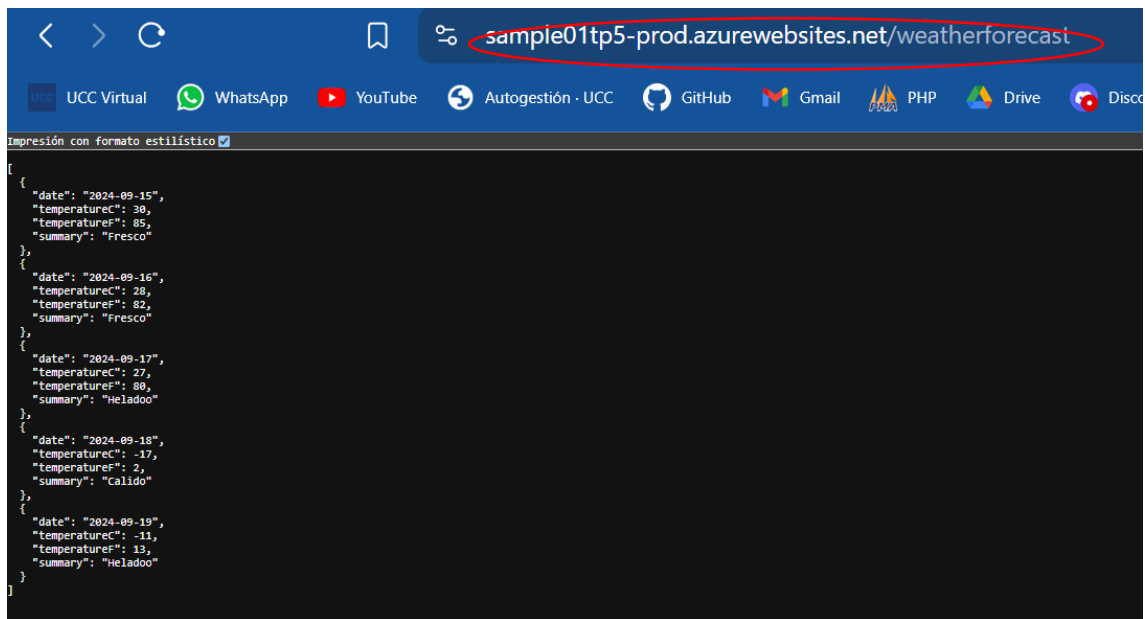 sample01tp5-prod.azurewebsites.net/weatherforecast
UCC UCC Virtual WhatsApp YouTube Autogestión · UCC GitHub Gmail PMA PHP Drive Disco
Impresión con formato estilístico
[
{
"date": "2024-09-15",
"temperatureC": 30,
"temperatureF": 85,
"summary": "Fresco"
},
{
"date": "2024-09-16",
"temperatureC": 28,
"temperatureF": 82,
"summary": "Fresco"
},
{
"date": "2024-09-17",
"temperatureC": 27,
"temperatureF": 80,
"summary": "Heladoo"
},
{
"date": "2024-09-18",
"temperatureC": -17,
"temperatureF": 2,
"summary": "Calido"
},
{
"date": "2024-09-19",
"temperatureC": -11,
"temperatureF": 13,
"summary": "Heladoo"
}
]